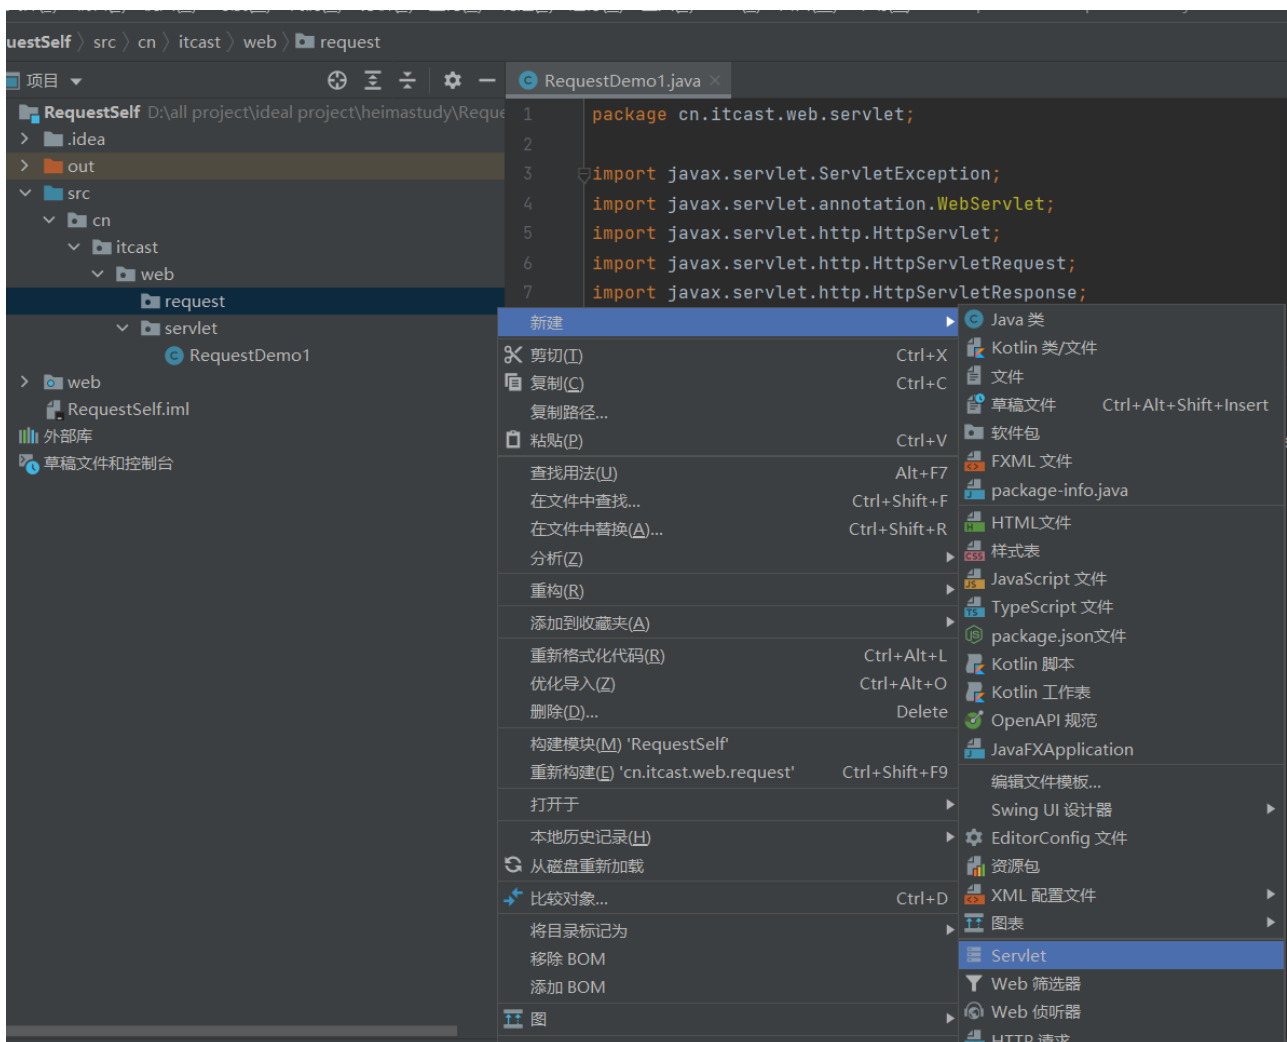 uestSelf 〉 src 〉 cn 〉 itcast 〉 web 〉 request
项目
RequestSelf D:\all project\ideal project\heimastudy\Reque
.idea
out
src
cn
itcast
web
request
servlet
RequestDemo1
web
RequestSelf.iml
外部库
草稿文件和控制台
RequestDemo1.java ×
1 package cn.itcast.web.servlet;
2
3 import javax.servlet.ServletException;
4 import javax.servlet.annotation.WebServlet;
5 import javax.servlet.http.HttpServlet;
6 import javax.servlet.http.HttpServletRequest;
7 import javax.servlet.http.HttpServletResponse;
新建
剪切(T) Ctrl+X
复制(C) Ctrl+C
复制路径...
粘贴(P) Ctrl+V
查找用法(U) Alt+F7
在文件中查找... Ctrl+Shift+F
在文件中替换(A)... Ctrl+Shift+R
分析(Z)
重构(R)
添加到收藏夹(A)
重新格式化代码(R) Ctrl+Alt+L
优化导入(Z) Ctrl+Alt+O
删除(D)... Delete
构建模块(M) 'RequestSelf'
重新构建(E) 'cn.itcast.web.request' Ctrl+Shift+F9
打开于
本地历史记录(H)
从磁盘重新加载
比较对象... Ctrl+D
将目录标记为
移除 BOM
添加 BOM
图
Java 类
Kotlin 类/文件
文件
草稿文件 Ctrl+Alt+Shift+Insert
软件包
FXML 文件
package-info.java
HTML文件
样式表
JavaScript 文件
TypeScript 文件
package.json文件
Kotlin 脚本
Kotlin 工作表
OpenAPI 规范
JavaFXApplication
编辑文件模板...
Swing UI 设计器
EditorConfig 文件
资源包
XML 配置文件
图表
Servlet
Web 筛选器
Web 侦听器
HTTP 请求